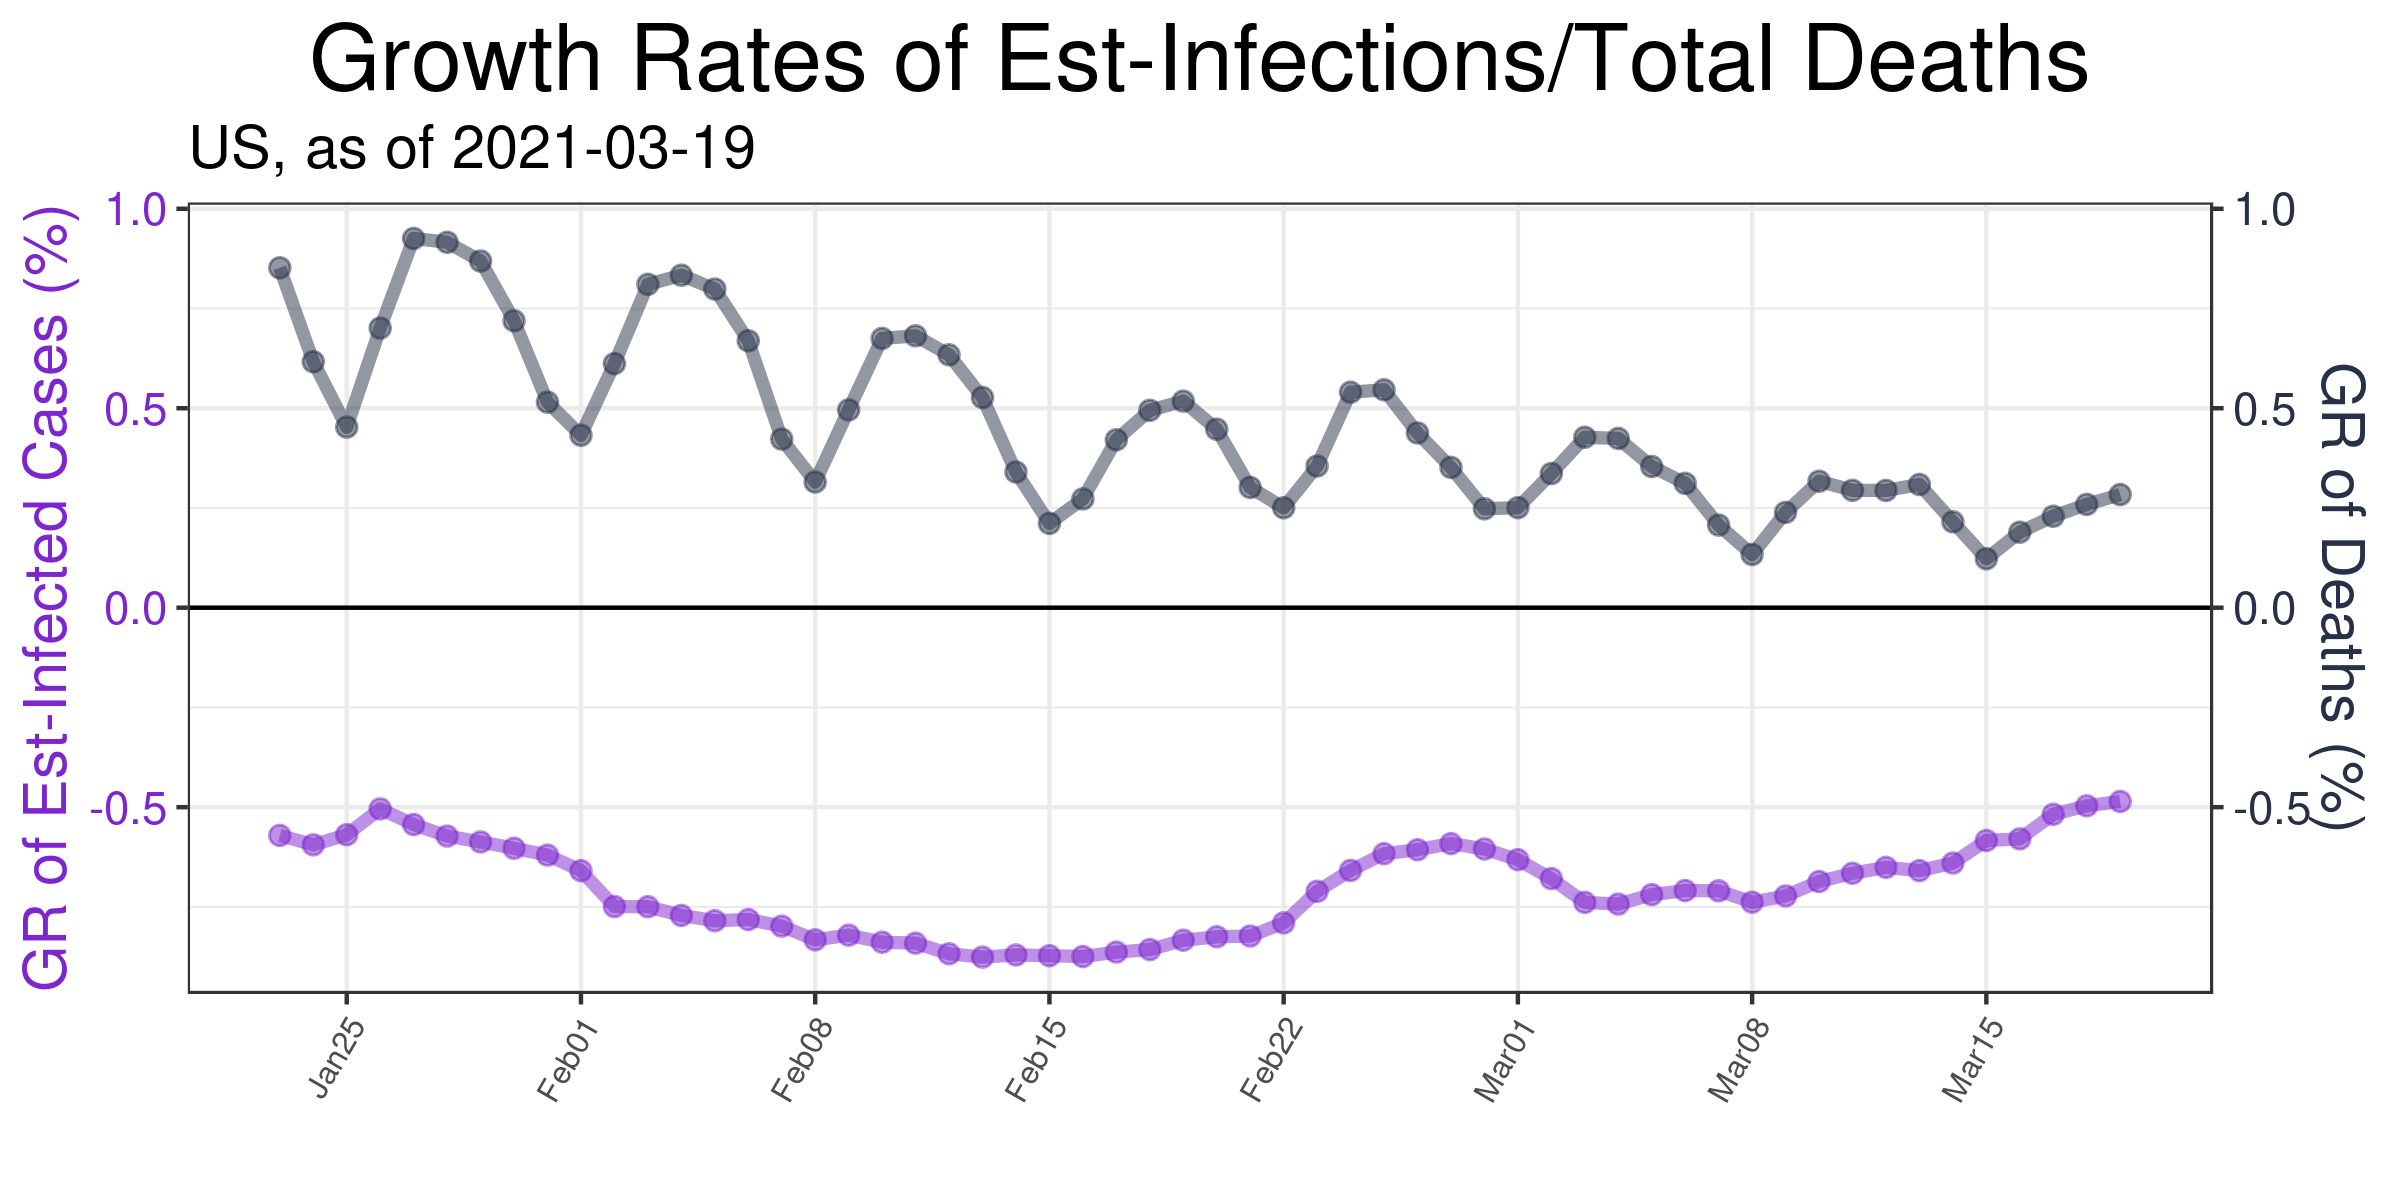 Growth Rates of Est-Infections/Total Deaths
US, as of 2021-03-19
GR of Est-Infected Cases (%)
1.0
0.5
0.0
-0.5
1.0
0.5
0.0
-0.5
GR of Deaths (%)
Jan25
Feb01
Feb08
Feb15
Feb22
Mar01
Mar08
Mar15